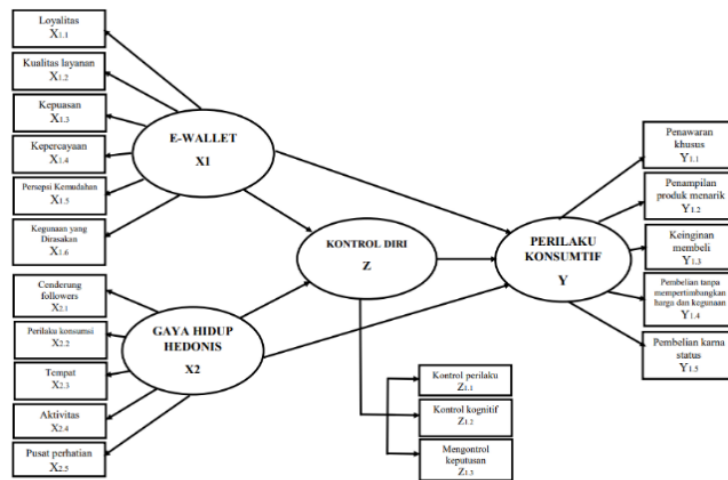 Loyalitas
X1.1
Kualitas layanan
X1.2
Kepuasan
X1.3
Kepercayaan
X1.4
Persepsi Kemudahan
X1.5
Kegunaan yang
Dirasakan
X1.6
E-WALLET
X1
Cenderung
followers
X2.1
Perilaku konsumsi
X2.2
Tempat
X2.3
Aktivitas
X2.4
Pusat perhatian
X2.5
GAYA HIDUP
HEDONIS
X2
KONTROL DIRI
Z
Kontrol perilaku
Z1.1
Kontrol kognitif
Z1.2
Mengontrol
keputusan
Z1.3
PERILAKU
KONSUMTIF
Y
Penawaran
khusus
Y1.1
Penampilan
produk menarik
Y1.2
Keinginan
membeli
Y1.3
Pembelian tanpa
mempertimbangkan
harga dan kegunaan
Y1.4
Pembelian karna
status
Y1.5